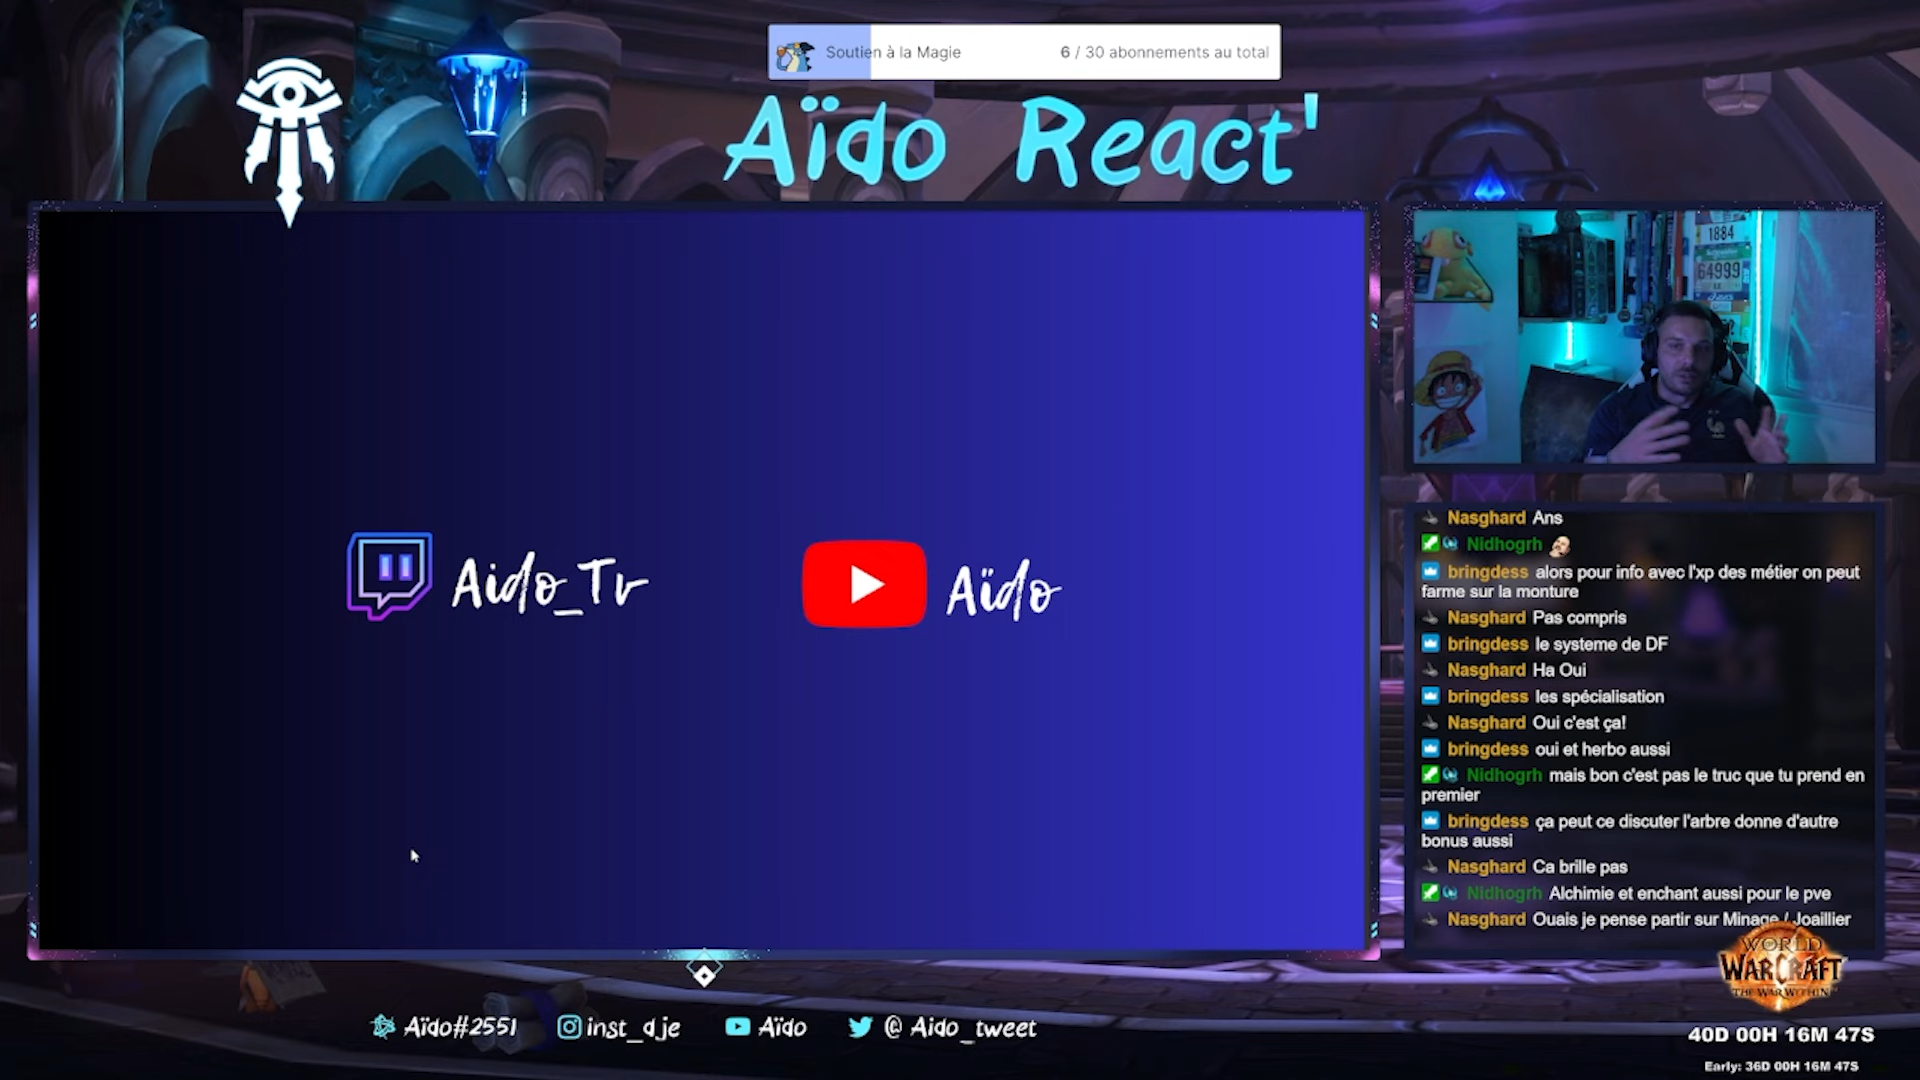 Soutien à la Magie
6 / 30 abonnements au total
Aïdo React'
1884
64999
Aido_Tv
Aïdo
Nasghard Ans
Nidhogrh
bringdess alors pour info avec l'xp des métier on peut
farme sur la monture
Nasghard Pas compris
bringdess le systeme de DF
Nasghard Ha Oui
bringdess les spécialisation
Nasghard Oui c'est ça!
bringdess oui et herbo aussi
Nidhogrh mais bon c'est pas le truc que tu prend en
premier
bringdess ça peut ce discuter l'arbre donne d'autre
bonus aussi
Nasghard Ca brille pas
Nidhogrh Alchimie et enchant aussi pour le pve
Nasghard Ouais je pense partir sur Minage / Joaillier
WORLD
WARCRAFT
THE WAR WITHIN
Aïdo#2551
inst_dje
Aïdo
@ Aido_tweet
40D 00H 16M 47S
Early: 36D 00H 16M 47S